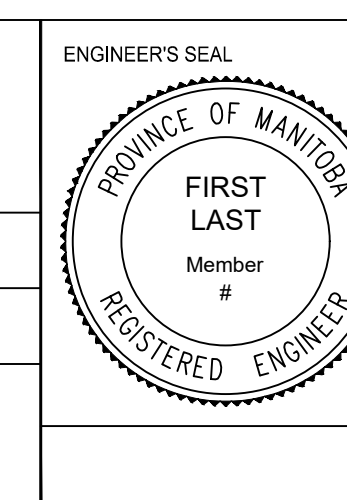 ENGINEER'S SEAL
PROVINCE OF MANITOBA
FIRST
LAST
Member
#
REGISTERED ENGINEER